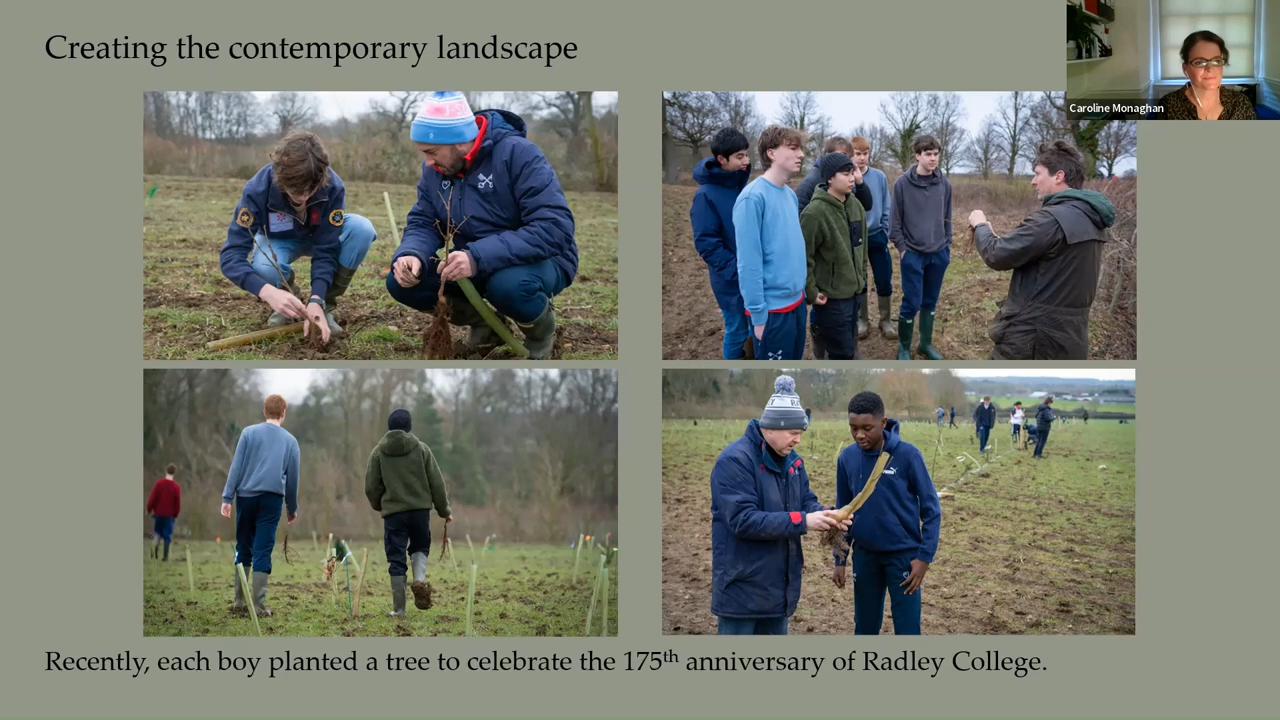 Creating the contemporary landscape
Caroline Monaghan
Recently, each boy planted a tree to celebrate the 175th anniversary of Radley College.